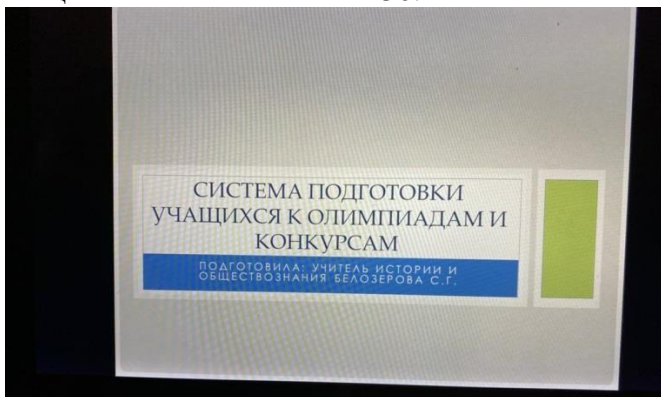 СИСТЕМА ПОДГОТОВКИ
УЧАЩИХСЯ К ОЛИМПИАДАМ И
КОНКУРСАМ
ПОДГОТОВИЛА: УЧИТЕЛЬ ИСТОРИИ И
ОБЩЕСТВОЗНАНИЯ БЕЛОЗЕРОВА С.Г.